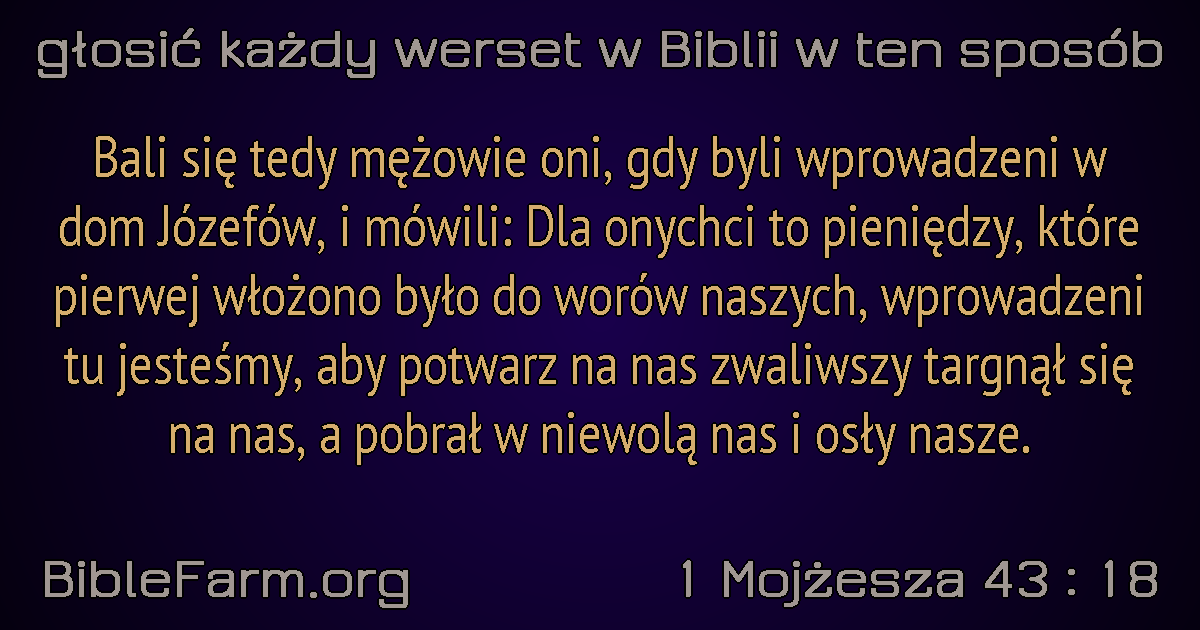 głosić każdy werset w Biblii w ten sposób
Bali się tedy mężowie oni, gdy byli wprowadzeni w
dom Józefów, i mówili: Dla onychci to pieniędzy, które
pierwej włożono było do worów naszych, wprowadzeni
tu jesteśmy, aby potwarz na nas zwaliwszy targnął się
na nas, a pobrał w niewolą nas i osły nasze.
BibleFarm.org
1 Mojżesza 43 : 18